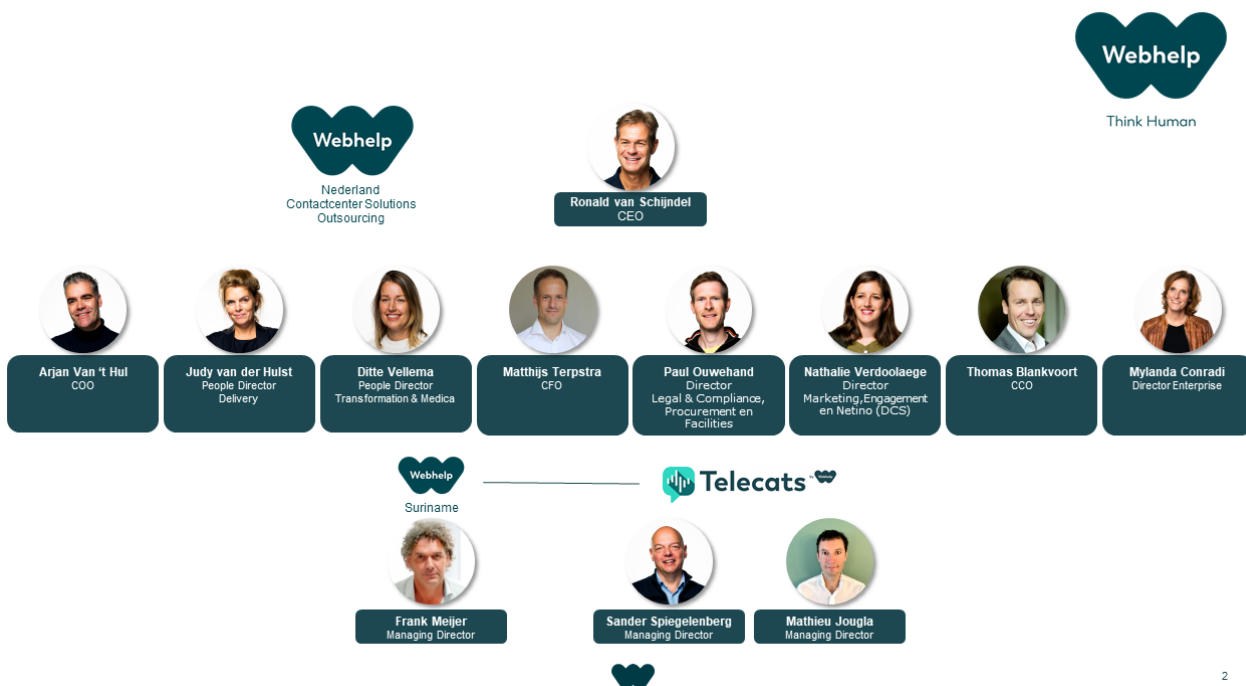 Webhelp
Think Human
Webhelp
Nederland
Contactcenter Solutions
Outsourcing
Ronald van Schijndel
CEO
Arjan Van ‘t Hul
COO
Judy van der Hulst
People Director
Delivery
Ditte Vellema
People Director
Transformation & Medica
Matthijs Terpstra
CFO
Paul Ouwehand
Director
Legal & Compliance,
Procurement en
Facilities
Nathalie Verdoolaege
Director
Marketing,Engagement
en Netino (DCS)
Thomas Blankvoort
CCO
Mylanda Conradi
Director Enterprise
Webhelp
Suriname
Telecats
Frank Meijer
Managing Director
Sander Spiegelenberg
Managing Director
Mathieu Jougla
Managing Director
2